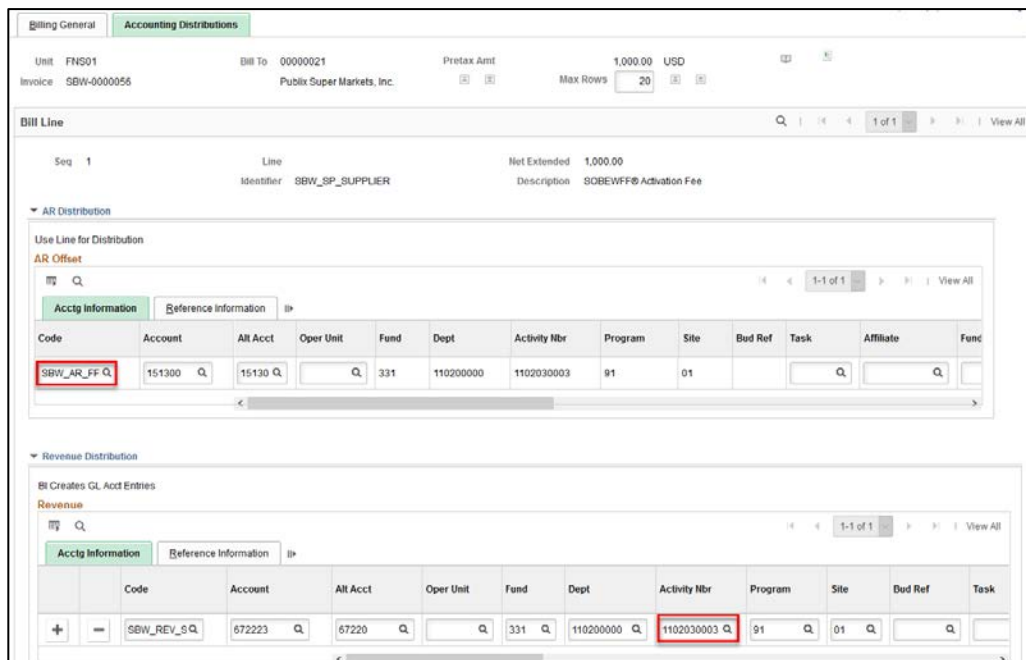 Billing General Accounting Distributions
Unit FNS01 Bill To 00000021 Pretax Amt 1,000.00 USD
Invoice SBW-0000056 Publix Super Markets, Inc. Max Rows 20
Bill Line 1 of 1 View All
Seq 1 Line Net Extended 1,000.00
Identifier SBW_SP_SUPPLIER Description SOBEWFF® Activation Fee
AR Distribution
Use Line for Distribution
AR Offset
1-1 of 1 View All
Acctg Information Reference Information
Code Account Alt Acct Oper Unit Fund Dept Activity Nbr Program Site Bud Ref Task Affiliate Fund
SBW_AR_FF 151300 15130 331 110200000 1102030003 91 01
Revenue Distribution
BI Creates GL Acct Entries
Revenue
1-1 of 1 View All
Acctg Information Reference Information
Code Account Alt Acct Oper Unit Fund Dept Activity Nbr Program Site Bud Ref Task
SBW_REV_S 672223 67220 331 110200000 1102030003 91 01